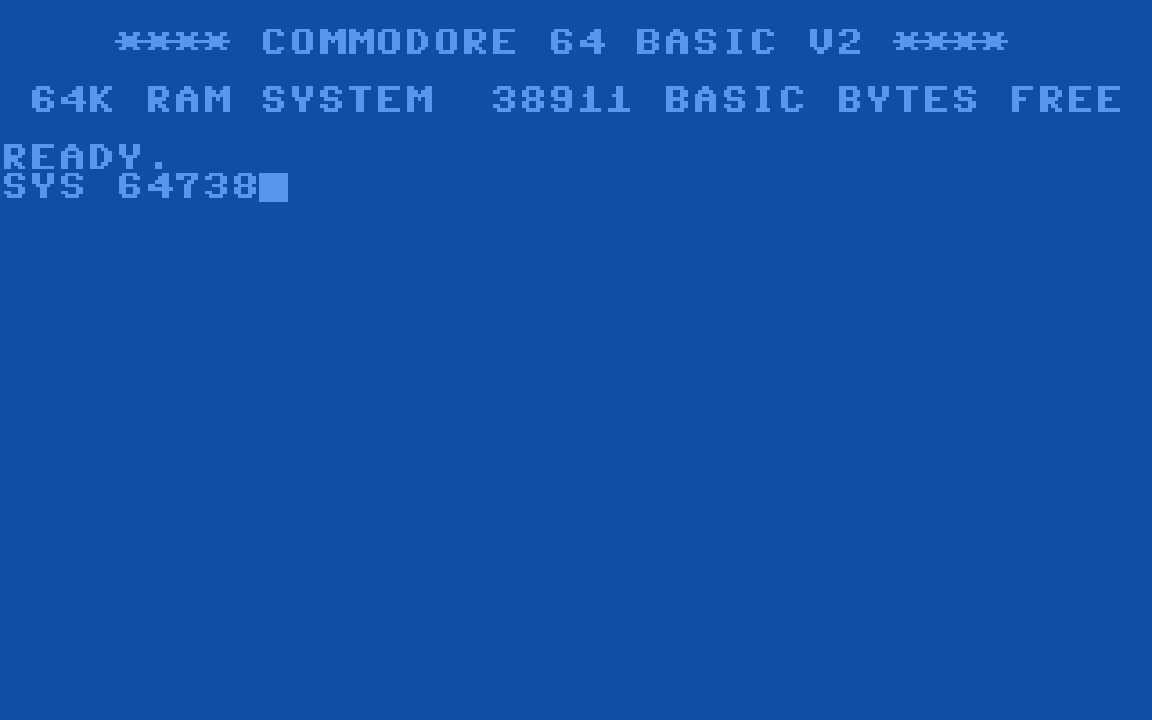 **** COMMODORE 64 BASIC V2 ****
64K RAM SYSTEM  38911 BASIC BYTES FREE
READY.
SYS 64738